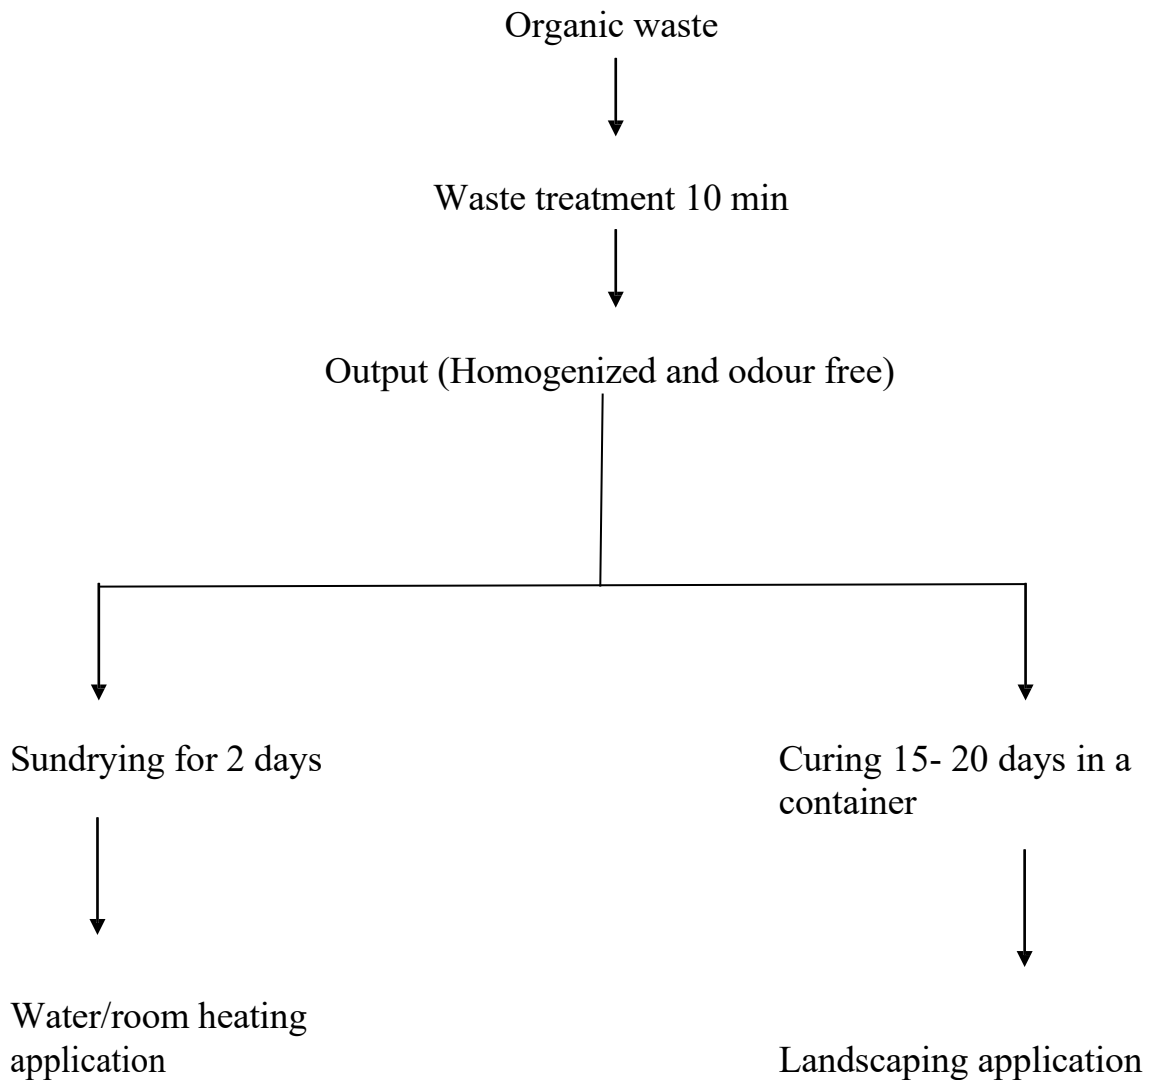 Organic waste
Waste treatment 10 min
Output (Homogenized and odour free)
Sundrying for 2 days
Curing 15- 20 days in a
container
Water/room heating
application
Landscaping application